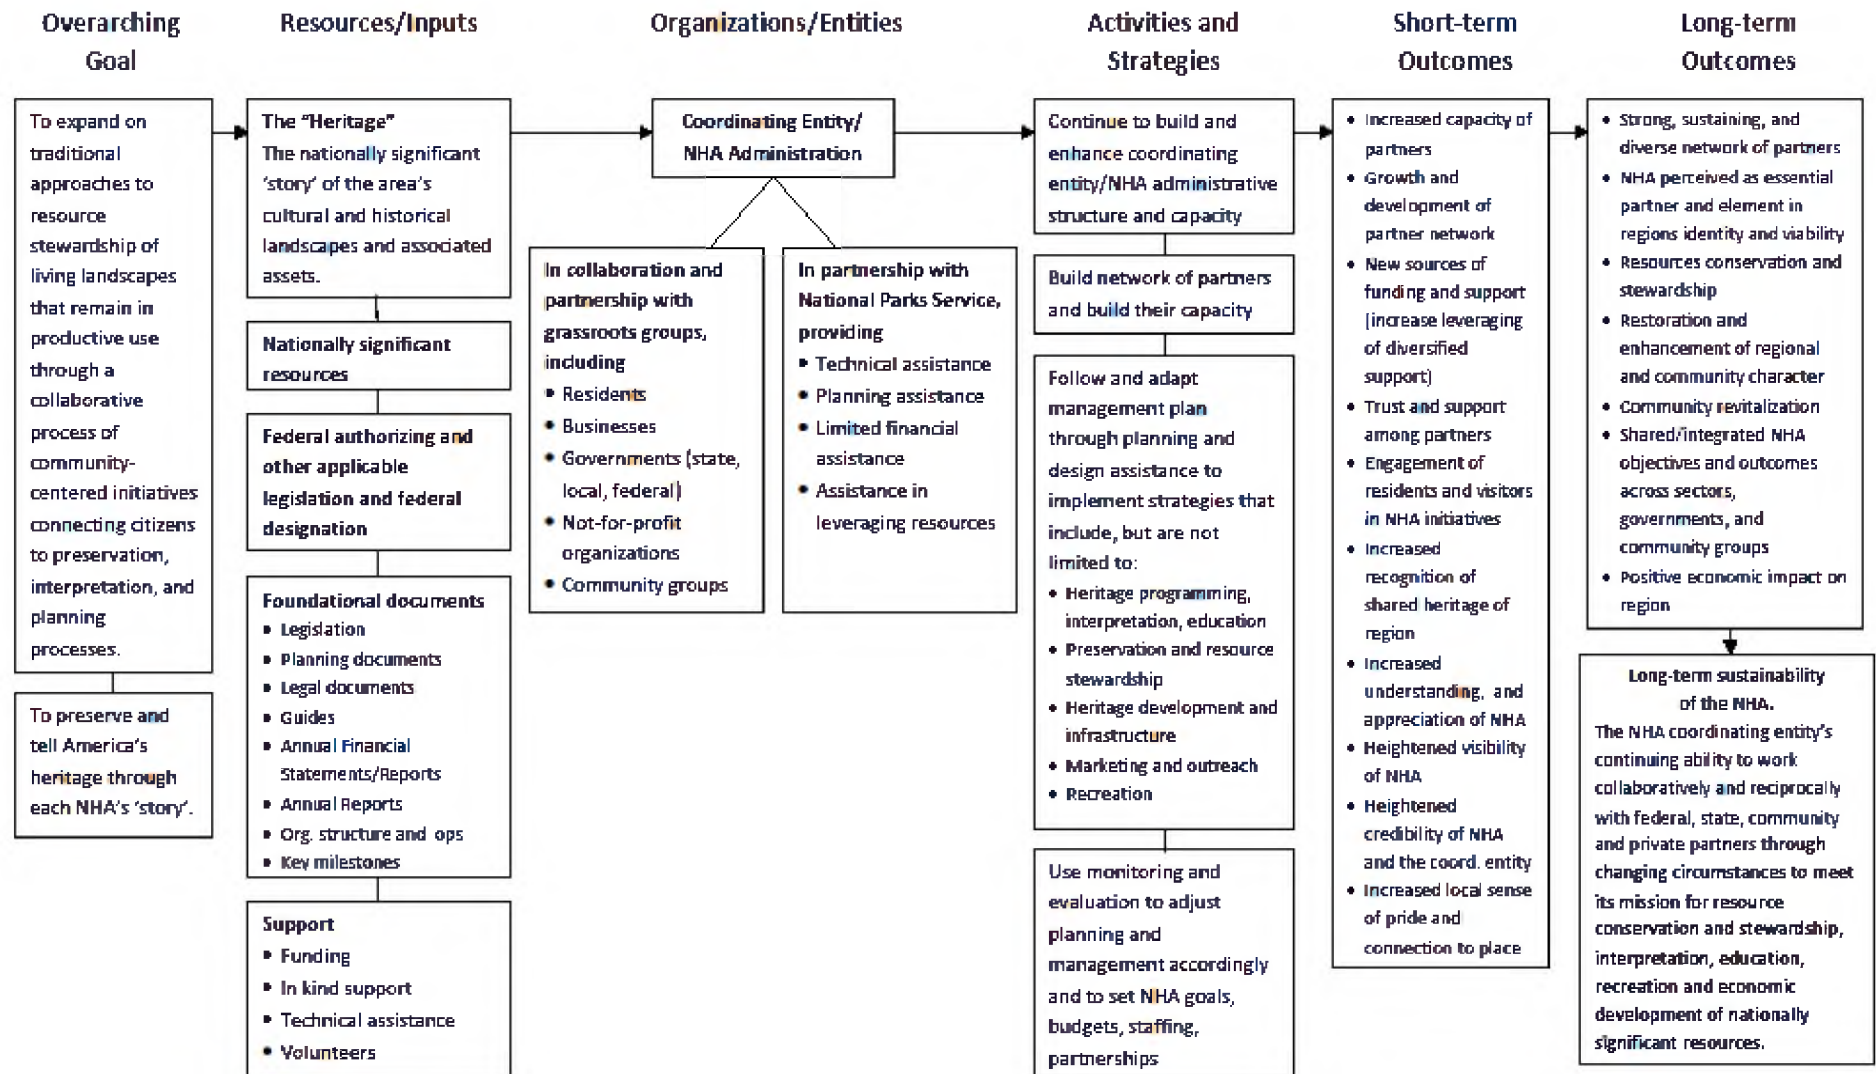 Overarching
Goal
To expand on
traditional
approaches to
resource
stewardship of
living landscapes
that remain in
productive use
through a
collaborative
process of
community-
centered initiatives
connecting citizens
to preservation,
interpretation, and
planning
processes.
To preserve and
tell America's
heritage through
each NHA's 'story'.
Resources/Inputs
The "Heritage"
The nationally significant
'story' of the area's
cultural and historical
landscapes and associated
assets.
Nationally significant
resources
Federal authorizing and
other applicable
legislation and federal
designation
Foundational documents
• Legislation
• Planning documents
• Legal documents
• Guides
• Annual Financial
Statements/Reports
• Annual Reports
• Org. structure and ops
• Key milestones
Support
• Funding
• In kind support
• Technical assistance
• Volunteers
Organizations/Entities
Coordinating Entity/
NHA Administration
In collaboration and
partnership with
grassroots groups,
including
• Residents
• Businesses
• Governments (state,
local, federal)
• Not-for-profit
organizations
• Community groups
In partnership with
National Parks Service,
providing
• Technical assistance
• Planning assistance
• Limited financial
assistance
• Assistance in
leveraging resources
Activities and
Strategies
Continue to build and
enhance coordinating
entity/NHA administrative
structure and capacity
Build network of partners
and build their capacity
Follow and adapt
management plan
through planning and
design assistance to
implement strategies that
include, but are not
limited to:
• Heritage programming,
interpretation, education
• Preservation and resource
stewardship
• Heritage development and
infrastructure
• Marketing and outreach
• Recreation
Use monitoring and
evaluation to adjust
planning and
management accordingly
and to set NHA goals,
budgets, staffing,
partnerships
Short-term
Outcomes
• Increased capacity of
partners
• Growth and
development of
partner network
• New sources of
funding and support
(increase leveraging
of diversified
support)
• Trust and support
among partners
• Engagement of
residents and visitors
in NHA initiatives
• Increased
recognition of
shared heritage of
region
• Increased
understanding, and
appreciation of NHA
• Heightened visibility
of NHA
• Heightened
credibility of NHA
and the coord. entity
• Increased local sense
of pride and
connection to place
Long-term
Outcomes
• Strong, sustaining, and
diverse network of partners
• NHA perceived as essential
partner and element in
regions identity and viability
• Resources conservation and
stewardship
• Restoration and
enhancement of regional
and community character
• Community revitalization
• Shared/integrated NHA
objectives and outcomes
across sectors,
governments, and
community groups
• Positive economic impact on
region
Long-term sustainability
of the NHA.
The NHA coordinating entity's
continuing ability to work
collaboratively and reciprocally
with federal, state, community
and private partners through
changing circumstances to meet
its mission for resource
conservation and stewardship,
interpretation, education,
recreation and economic
development of nationally
significant resources.